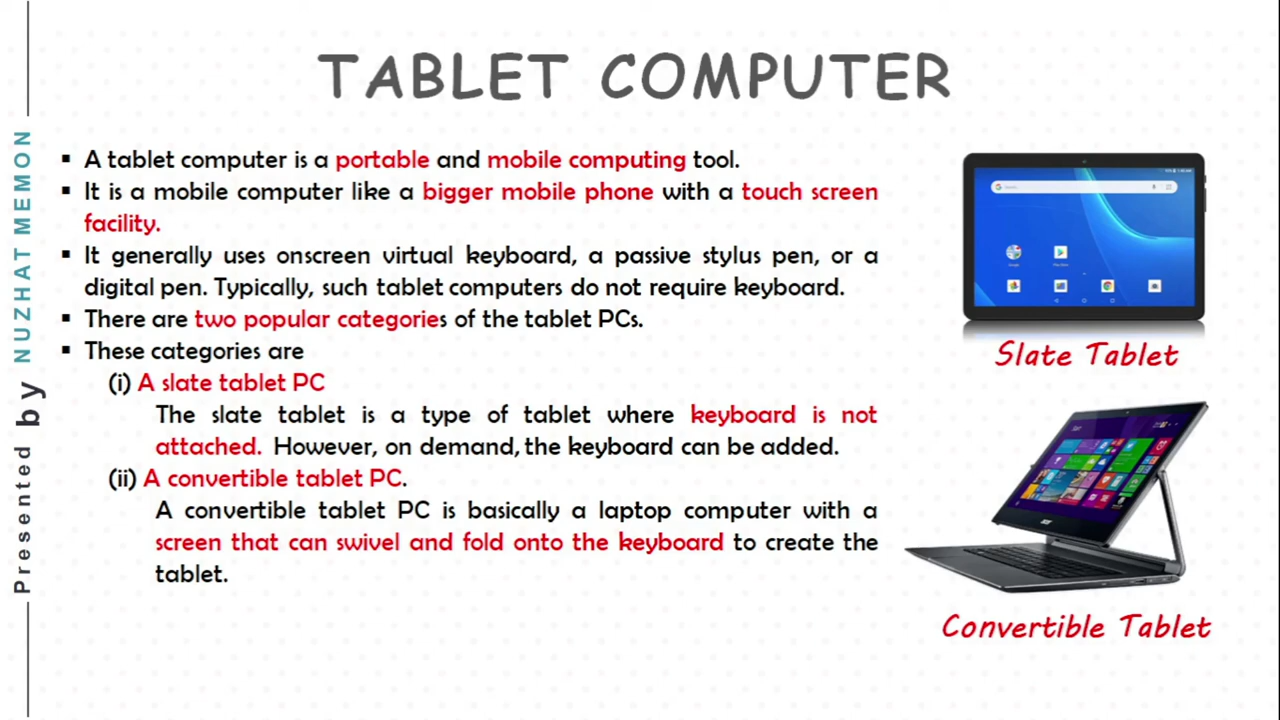 TABLET COMPUTER
▪ A tablet computer is a portable and mobile computing tool.
▪ It is a mobile computer like a bigger mobile phone with a touch screen
facility.
▪ It generally uses onscreen virtual keyboard, a passive stylus pen, or a
digital pen. Typically, such tablet computers do not require keyboard.
▪ There are two popular categories of the tablet PCs.
▪ These categories are
(i) A slate tablet PC
The slate tablet is a type of tablet where keyboard is not
attached. However, on demand, the keyboard can be added.
(ii) A convertible tablet PC.
A convertible tablet PC is basically a laptop computer with a
screen that can swivel and fold onto the keyboard to create the
tablet.
Slate Tablet
acer
Convertible Tablet
Presented by NUZHAT MEMON